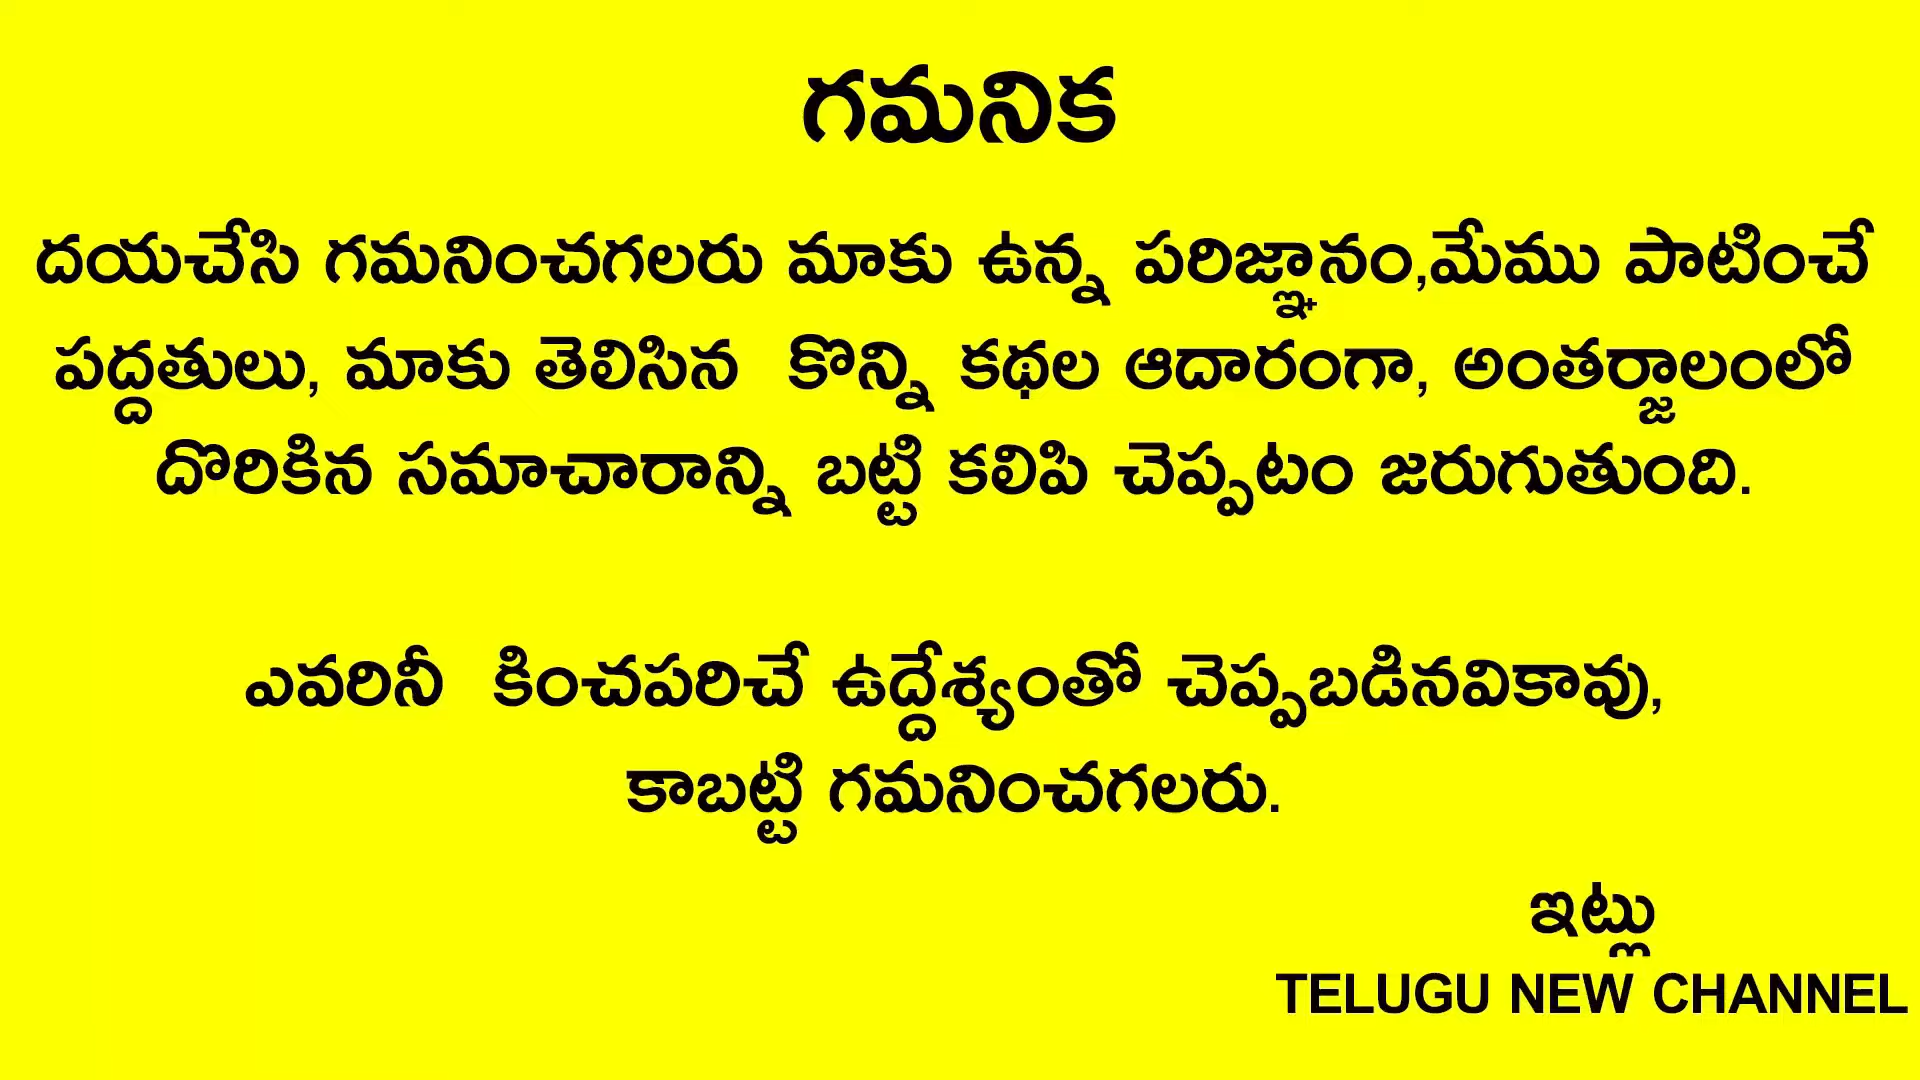 గమనిక
దయచేసి గమనించగలరు మాకు ఉన్న పరిజ్ఞానం,మేము పాటించే
పద్దతులు, మాకు తెలిసిన కొన్ని కథల ఆదారంగా, అంతర్జాలంలో
దొరికిన సమాచారాన్ని బట్టి కలిపి చెప్పటం జరుగుతుంది.
ఎవరినీ కించపరిచే ఉద్దేశ్యంతో చెప్పబడినవికావు,
కాబట్టి గమనించగలరు.
ఇట్లు
TELUGU NEW CHANNEL